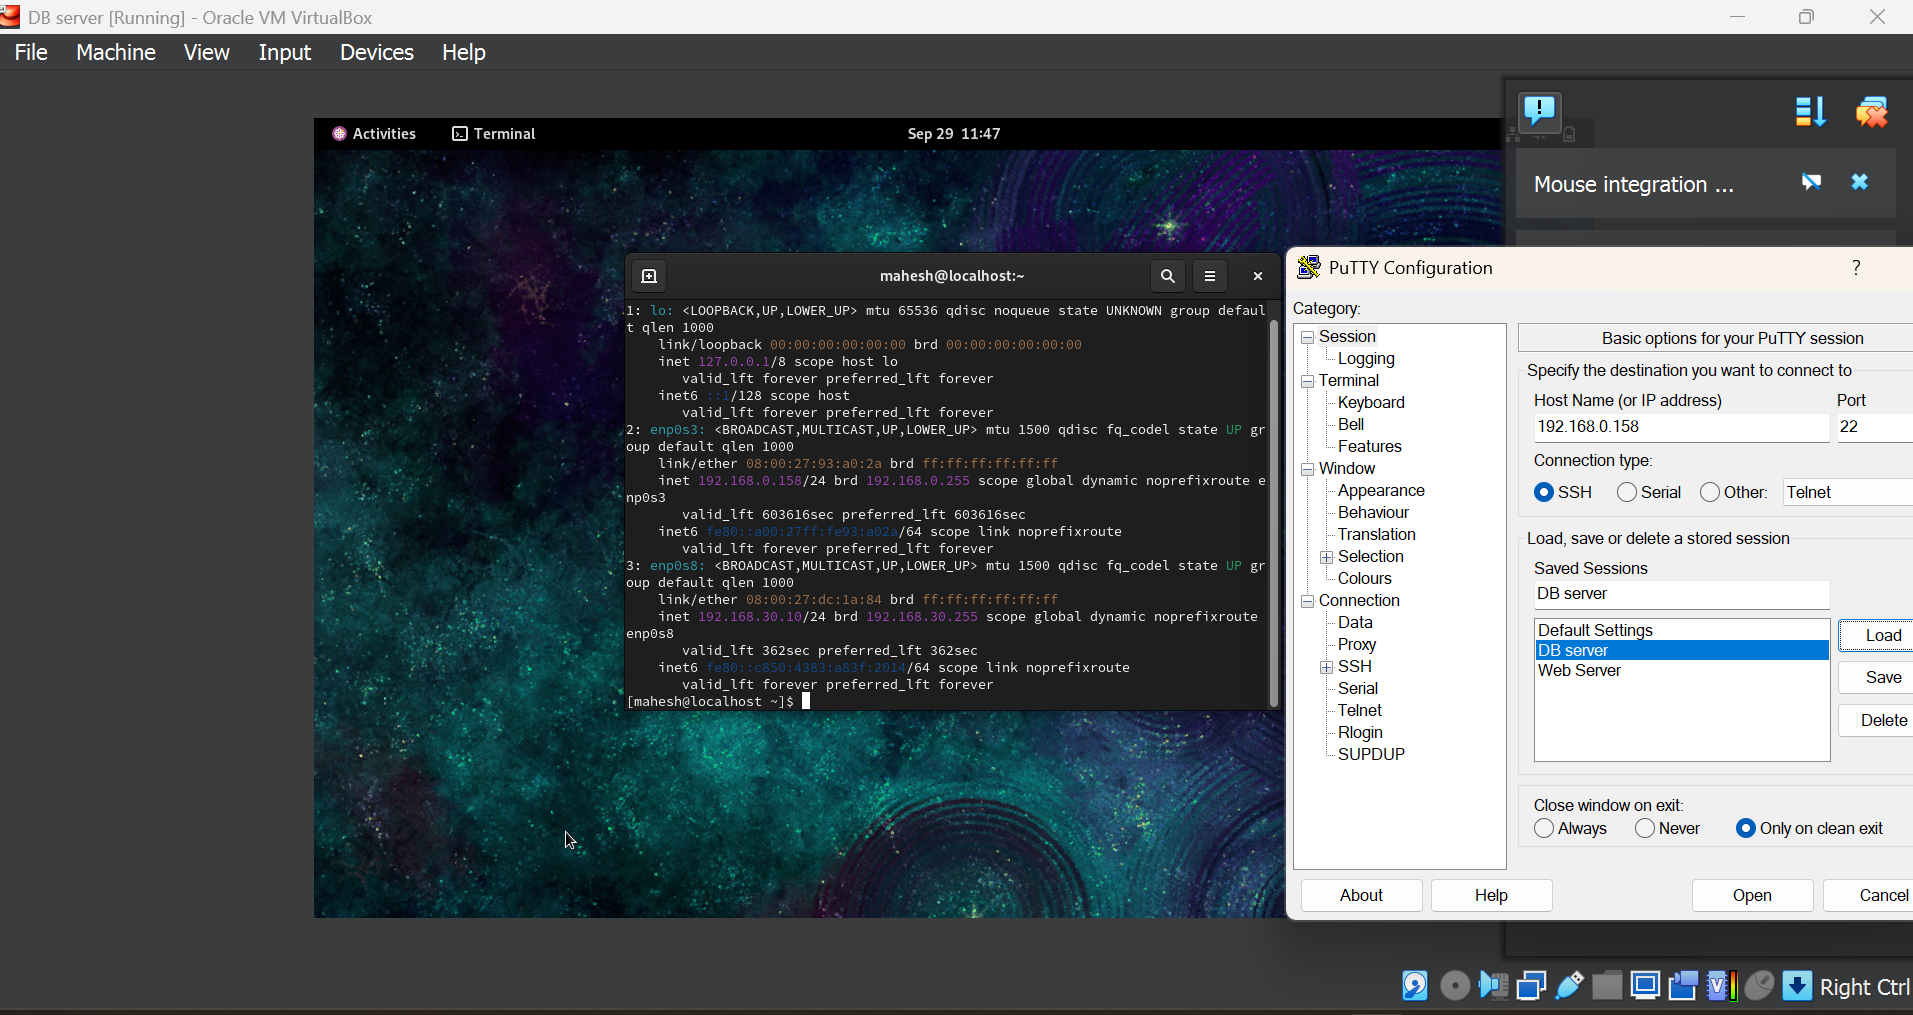 DB server [Running] - Oracle VM VirtualBox
File Machine View Input Devices Help
Activities Terminal Sep 29 11:47
Mouse integration ...
mahesh@localhost:~
1: lo: <LOOPBACK,UP,LOWER_UP> mtu 65536 qdisc noqueue state UNKNOWN group defaul
t qlen 1000
link/loopback 00:00:00:00:00:00 brd 00:00:00:00:00:00
inet 127.0.0.1/8 scope host lo
valid_lft forever preferred_lft forever
inet6 ::1/128 scope host
valid_lft forever preferred_lft forever
2: enp0s3: <BROADCAST,MULTICAST,UP,LOWER_UP> mtu 1500 qdisc fq_codel state UP gr
oup default qlen 1000
link/ether 08:00:27:93:a0:2a brd ff:ff:ff:ff:ff:ff
inet 192.168.0.158/24 brd 192.168.0.255 scope global dynamic noprefixroute e
np0s3
valid_lft 603616sec preferred_lft 603616sec
inet6 fe80::a00:27ff:fe93:a02a/64 scope link noprefixroute
valid_lft forever preferred_lft forever
3: enp0s8: <BROADCAST,MULTICAST,UP,LOWER_UP> mtu 1500 qdisc fq_codel state UP gr
oup default qlen 1000
link/ether 08:00:27:dc:1a:84 brd ff:ff:ff:ff:ff:ff
inet 192.168.30.10/24 brd 192.168.30.255 scope global dynamic noprefixroute
enp0s8
valid_lft 362sec preferred_lft 362sec
inet6 fe80::c850:4383:a83f:2014/64 scope link noprefixroute
valid_lft forever preferred_lft forever
[mahesh@localhost ~]$
PuTTY Configuration ?
Category:
Session
Logging
Terminal
Keyboard
Bell
Features
Window
Appearance
Behaviour
Translation
Selection
Colours
Connection
Data
Proxy
SSH
Serial
Telnet
Rlogin
SUPDUP
Basic options for your PuTTY session
Specify the destination you want to connect to
Host Name (or IP address) Port
192.168.0.158 22
Connection type:
SSH Serial Other: Telnet
Load, save or delete a stored session
Saved Sessions
DB server
Default Settings
DB server
Web Server
Load
Save
Delete
Close window on exit:
Always Never Only on clean exit
About Help Open Cancel
Right Ctrl